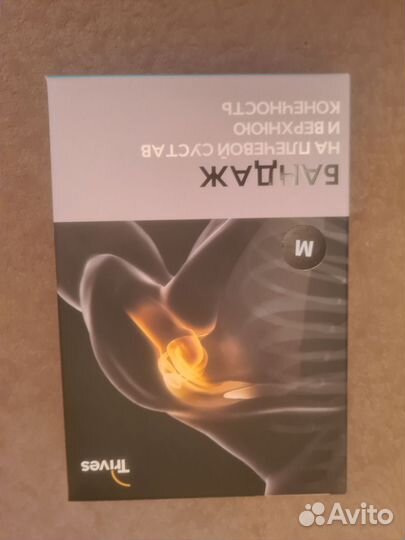 Trives
M
БАНДАЖ
НА ПЛЕЧЕВОЙ СУСТАВ
И ВЕРХНЮЮ
КОНЕЧНОСТЬ
Avito